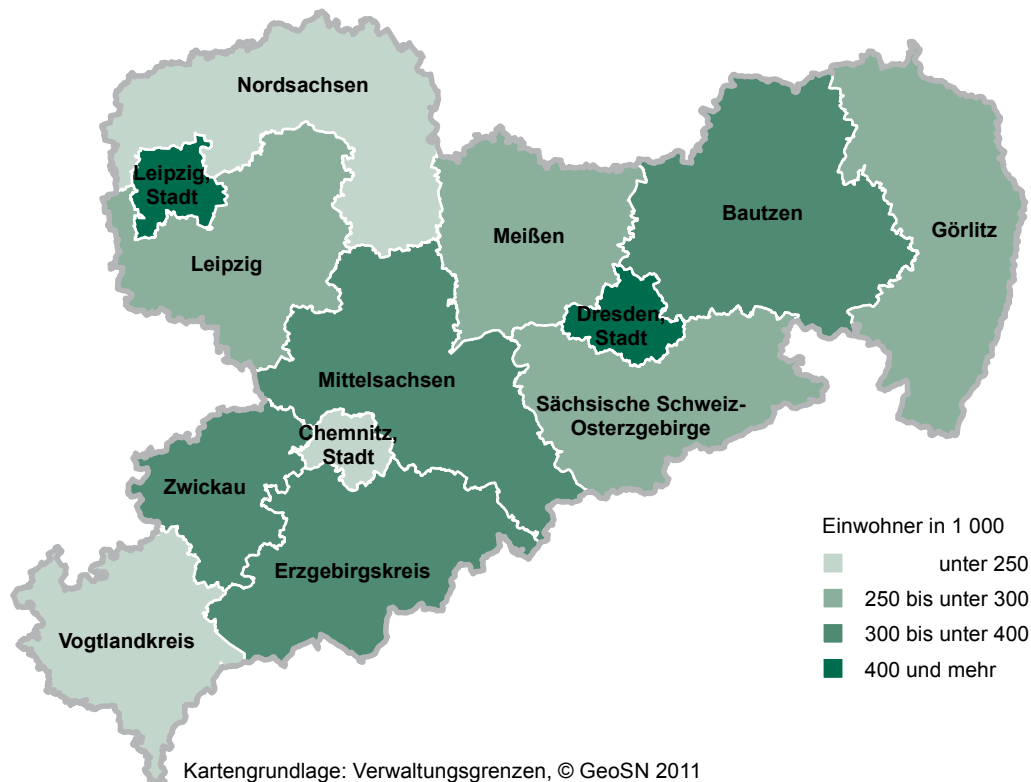 Nordsachsen
Leipzig,
Stadt
Leipzig
Meißen
Bautzen
Görlitz
Dresden,
Stadt
Mittelsachsen
Sächsische Schweiz-
Osterzgebirge
Chemnitz,
Stadt
Zwickau
Erzgebirgskreis
Vogtlandkreis
Einwohner in 1 000
unter 250
250 bis unter 300
300 bis unter 400
400 und mehr
Kartengrundlage: Verwaltungsgrenzen, © GeoSN 2011